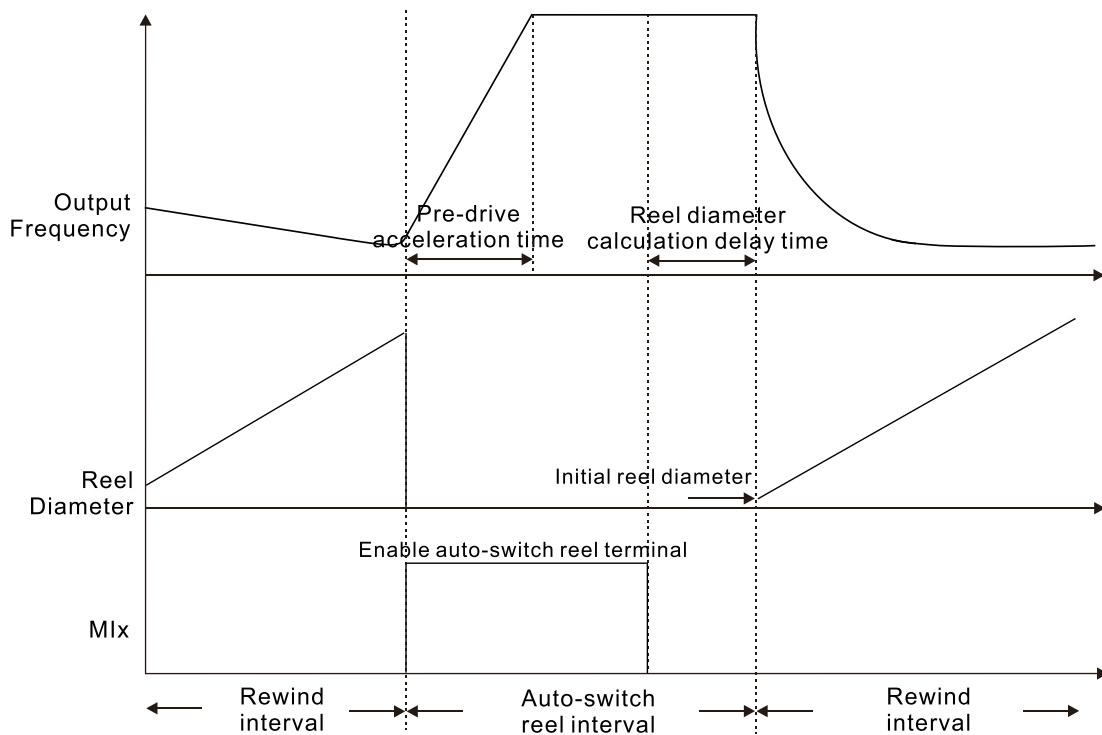 Output
Frequency
Pre-drive
acceleration time
Reel diameter
calculation delay time
Reel
Diameter
Initial reel diameter
Enable auto-switch reel terminal
MIx
Rewind
interval
Auto-switch
reel interval
Rewind
interval